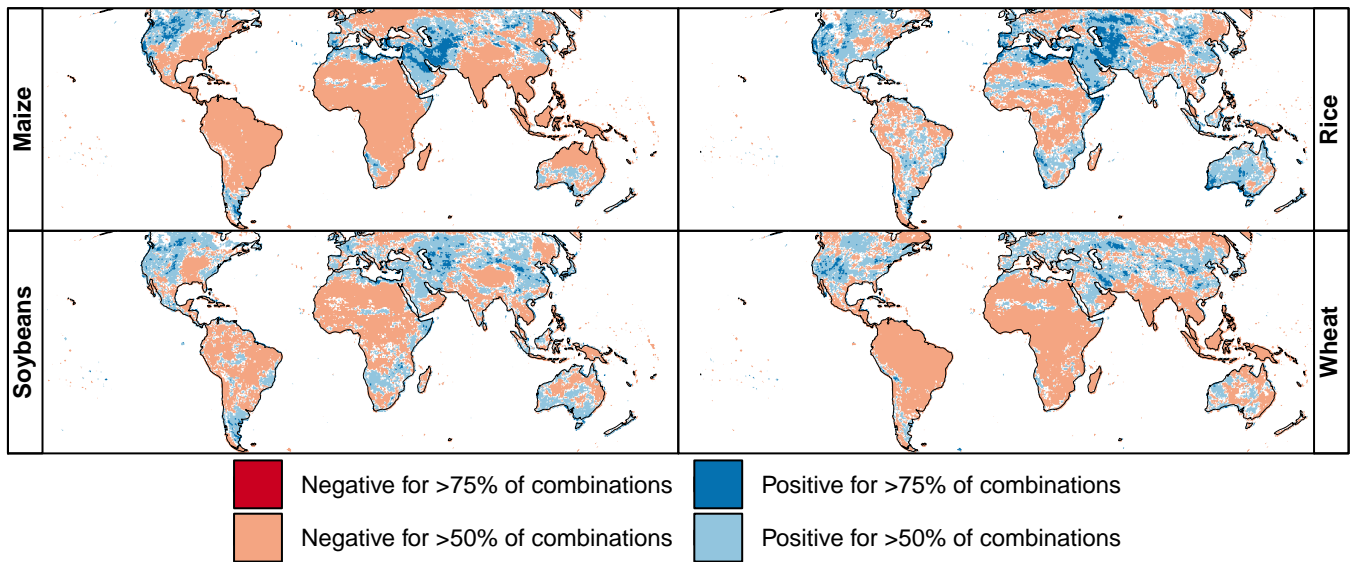 Maize
Rice
Soybeans
Wheat
Negative for >75% of combinations
Positive for >75% of combinations
Negative for >50% of combinations
Positive for >50% of combinations